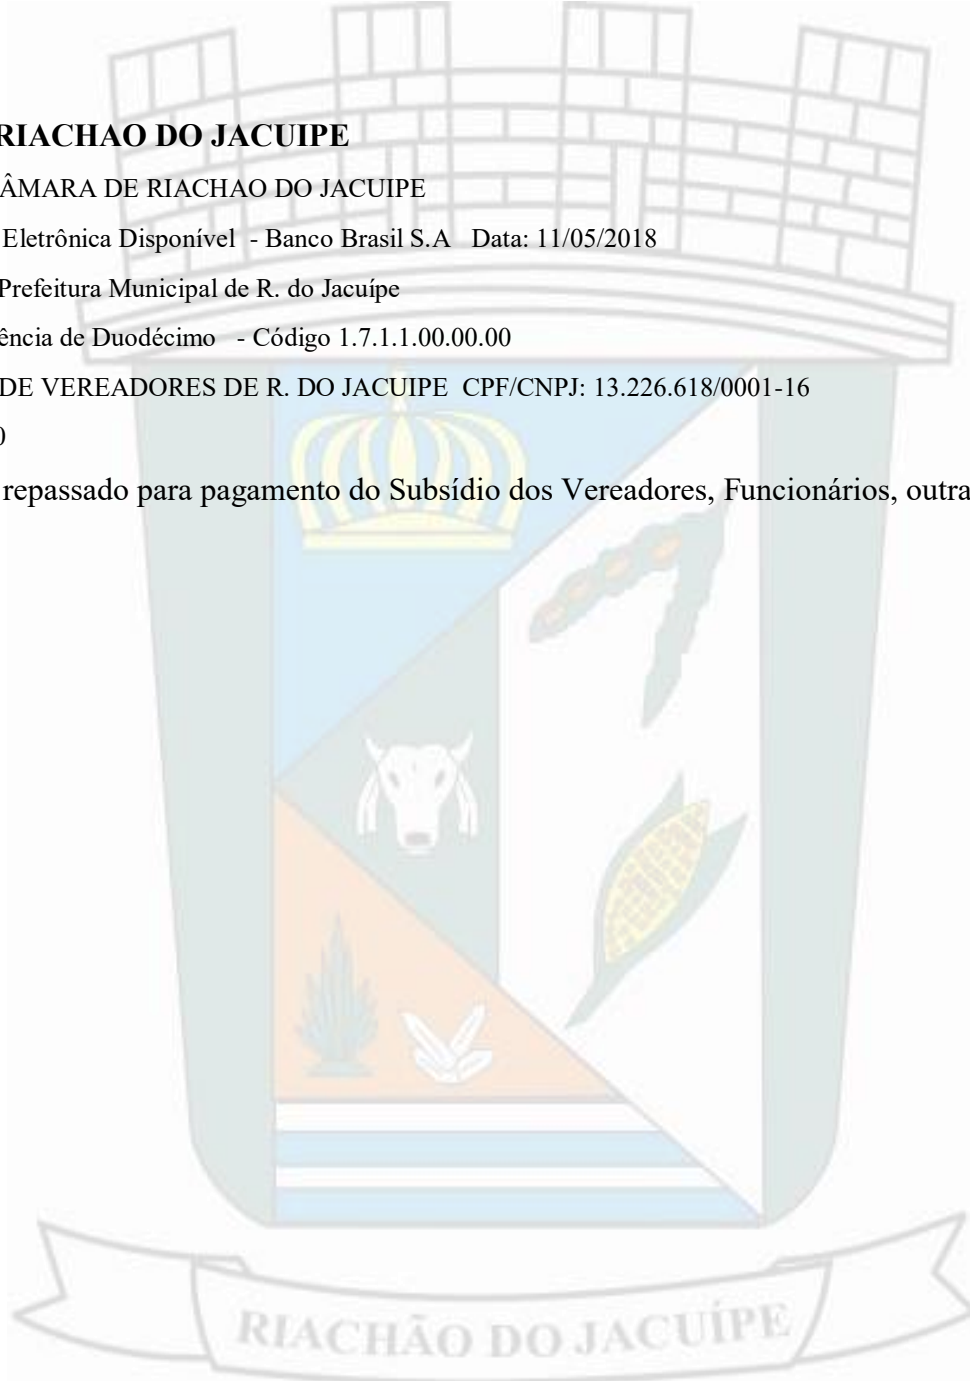 RIACHAO DO JACUIPE
ÂMARA DE RIACHAO DO JACUIPE
Eletrônica Disponível - Banco Brasil S.A Data: 11/05/2018
Prefeitura Municipal de R. do Jacuípe
ência de Duodécimo - Código 1.7.1.1.00.00.00
DE VEREADORES DE R. DO JACUIPE CPF/CNPJ: 13.226.618/0001-16
0
repassado para pagamento do Subsídio dos Vereadores, Funcionários, outra
RIACHÃO DO JACUÍPE